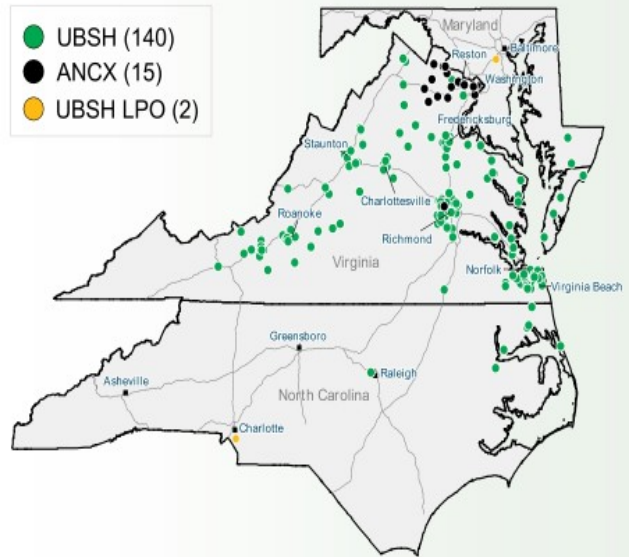 UBSH (140)
ANCX (15)
UBSH LPO (2)
Maryland
Reston
Baltimore
Washington
Fredericksburg
Staunton
Charlottesville
Roanoke
Richmond
Virginia
Norfolk
Virginia Beach
Greensboro
Asheville
Raleigh
North Carolina
Charlotte